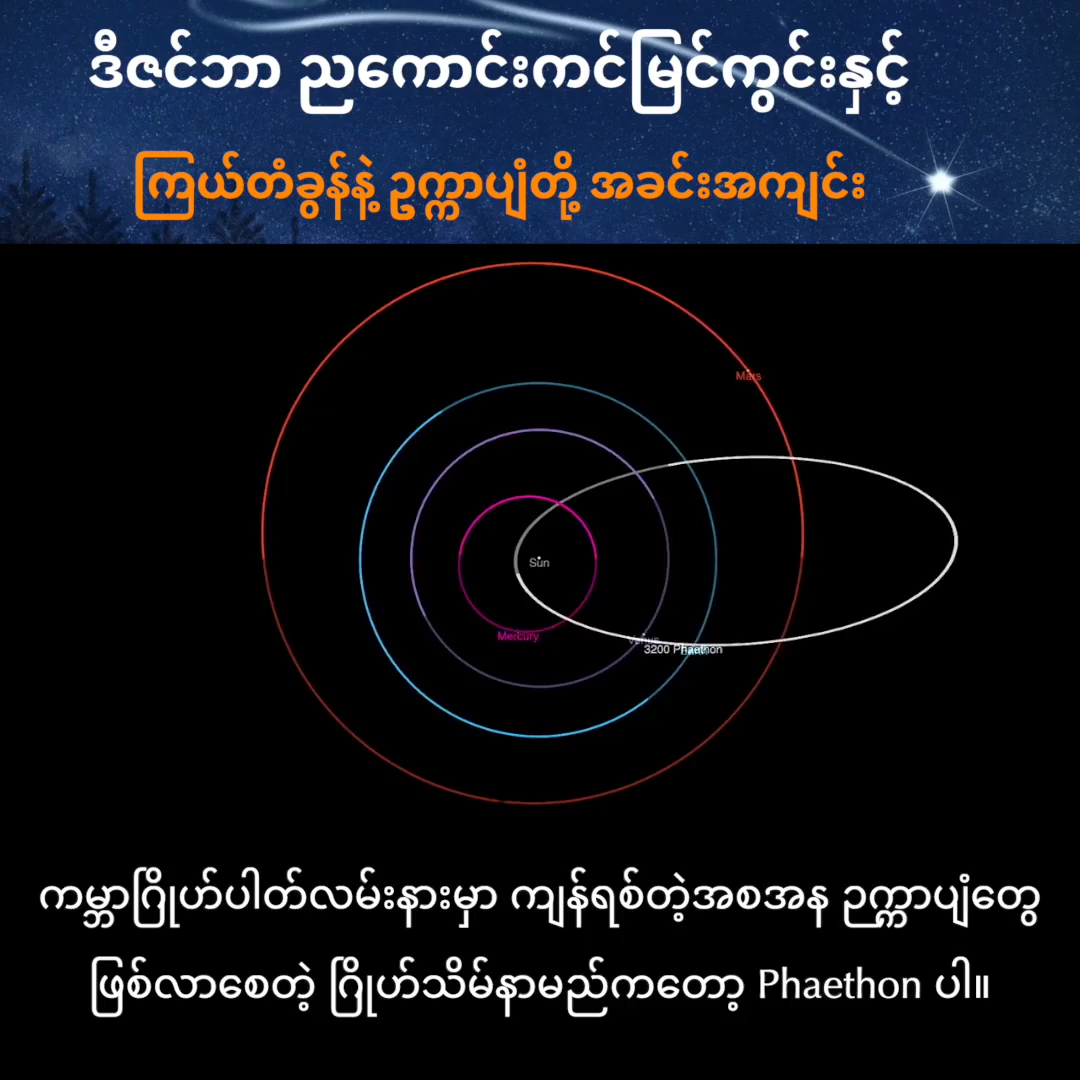 ဒီဇင်ဘာ ညကောင်းကင်မြင်ကွင်းနှင့်
ကြယ်တံခွန်နဲ့ ဥက္ကာပျံတို့ အခင်းအကျင်း
Mars
Sun
Mercury
Venus
3200 Phaethon
Earth
ကမ္ဘာဂြိုဟ်ပါတ်လမ်းနားမှာ ကျန်ရစ်တဲ့အစအန ဉက္ကာပျံတွေ
ဖြစ်လာစေတဲ့ ဂြိုဟ်သိမ်နာမည်ကတော့ Phaethon ပါ။